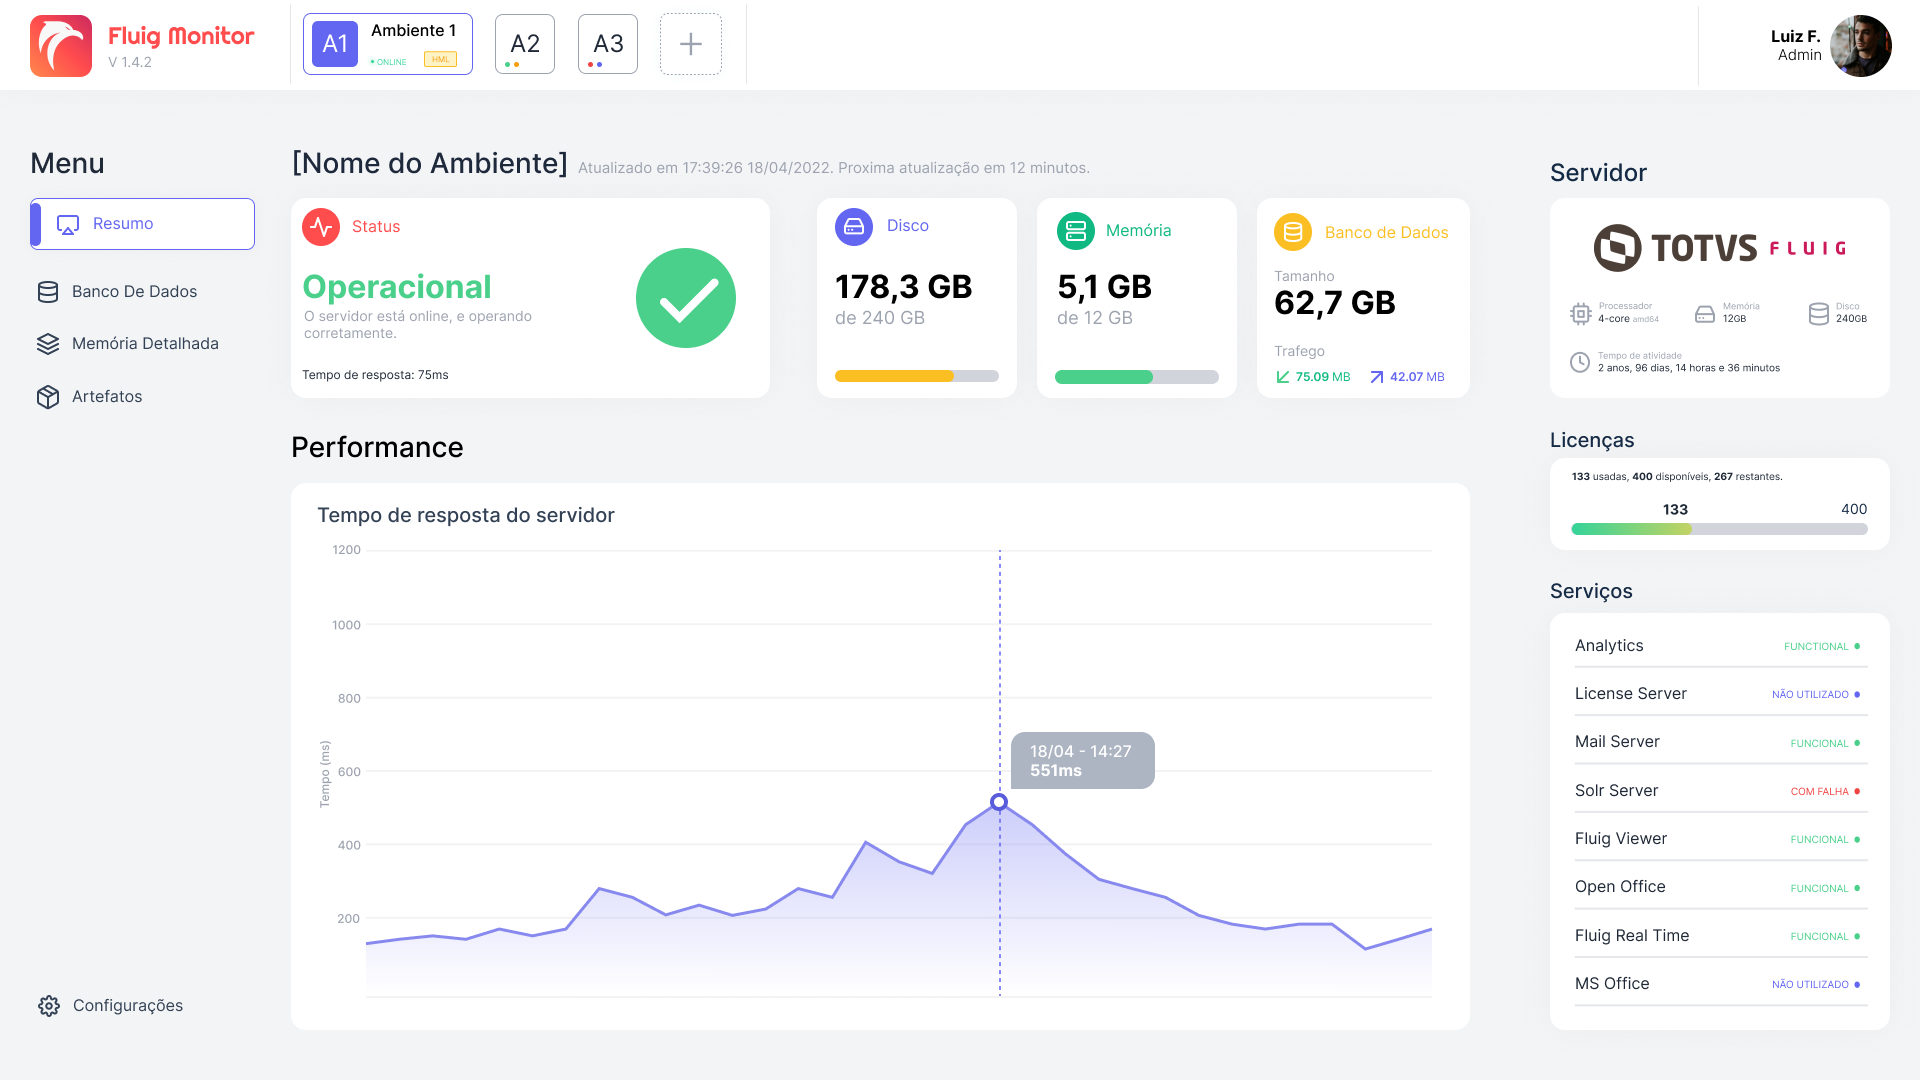 Fluig Monitor
V 1.4.2
A1
Ambiente 1
ONLINE
HML
A2
A3
Luiz F.
Admin
Menu
Resumo
Banco De Dados
Memória Detalhada
Artefatos
Configurações
[Nome do Ambiente]
Atualizado em 17:39:26 18/04/2022. Proxima atualização em 12 minutos.
Status
Operacional
O servidor está online, e operando
corretamente.
Tempo de resposta: 75ms
Disco
178,3 GB
de 240 GB
Memória
5,1 GB
de 12 GB
Banco de Dados
Tamanho
62,7 GB
Trafego
75.09 MB
42.07 MB
Performance
Tempo de resposta do servidor
1200
1000
800
600
400
200
Tempo (ms)
18/04 - 14:27
551ms
Servidor
TOTVS FLUIG
Processador
4-core amd64
Memória
12GB
Disco
240GB
Tempo de atividade
2 anos, 96 dias, 14 horas e 36 minutos
Licenças
133 usadas, 400 disponíveis, 267 restantes.
133
400
Serviços
Analytics FUNCTIONAL
License Server NÃO UTILIZADO
Mail Server FUNCIONAL
Solr Server COM FALHA
Fluig Viewer FUNCIONAL
Open Office FUNCIONAL
Fluig Real Time FUNCIONAL
MS Office NÃO UTILIZADO